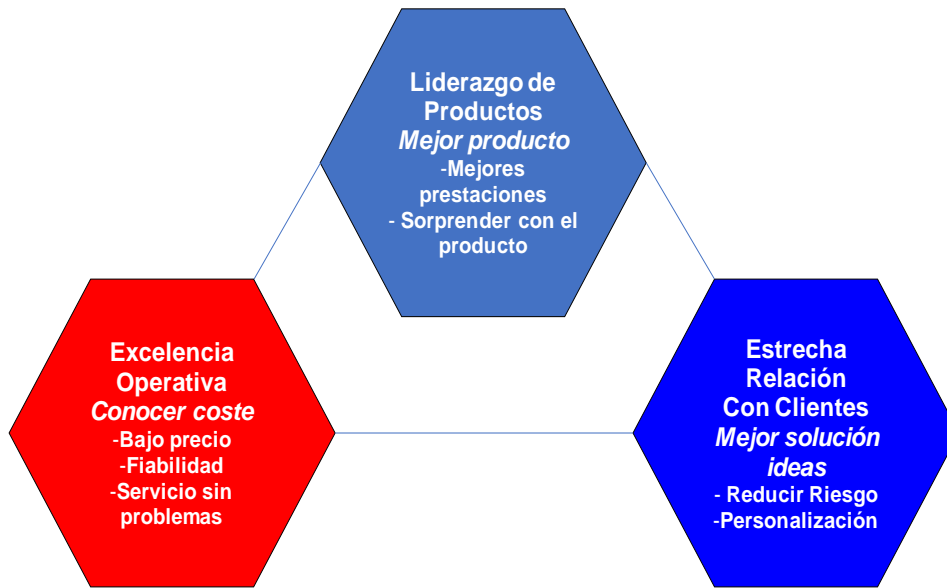 Liderazgo de
Productos
Mejor producto
-Mejores
prestaciones
- Sorprender con el
producto
Excelencia
Operativa
Conocer coste
-Bajo precio
-Fiabilidad
-Servicio sin
problemas
Estrecha
Relación
Con Clientes
Mejor solución
ideas
- Reducir Riesgo
-Personalización